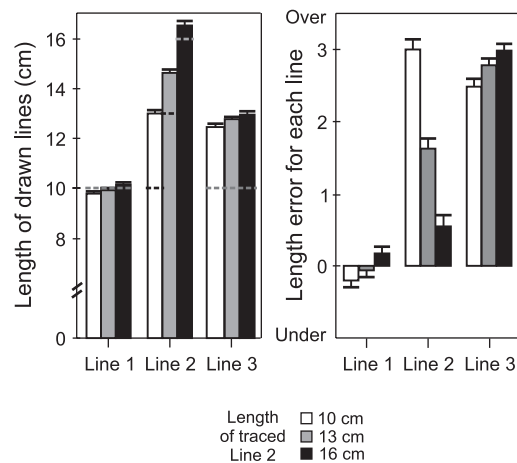 Length of drawn lines (cm)
16
14
12
10
8
0
Line 1 Line 2 Line 3
Length error for each line
Over
3
2
1
0
Under
Line 1 Line 2 Line 3
Length
of traced
Line 2
10 cm
13 cm
16 cm